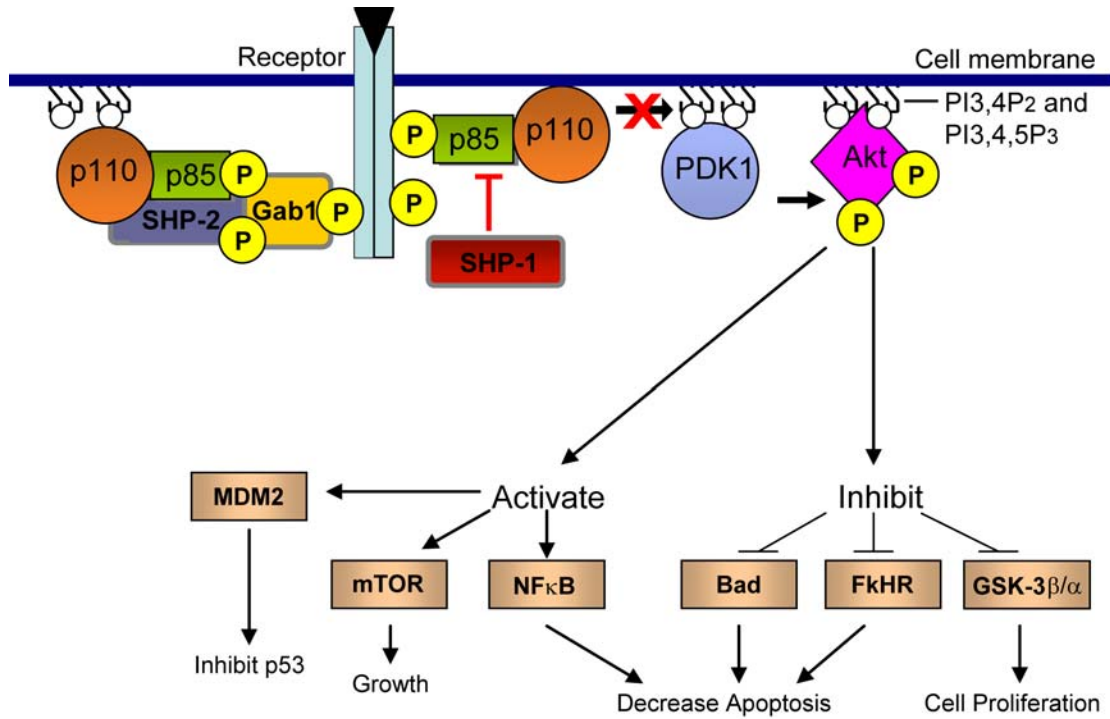 Receptor
Cell membrane
PI3,4P2 and
PI3,4,5P3
p110
p85
P
SHP-2
P
Gab1
P
P
P
p85
p110
SHP-1
X
PDK1
Akt
P
P
Activate
Inhibit
MDM2
mTOR
NFκB
Bad
FkHR
GSK-3β/α
Inhibit p53
Growth
Decrease Apoptosis
Cell Proliferation